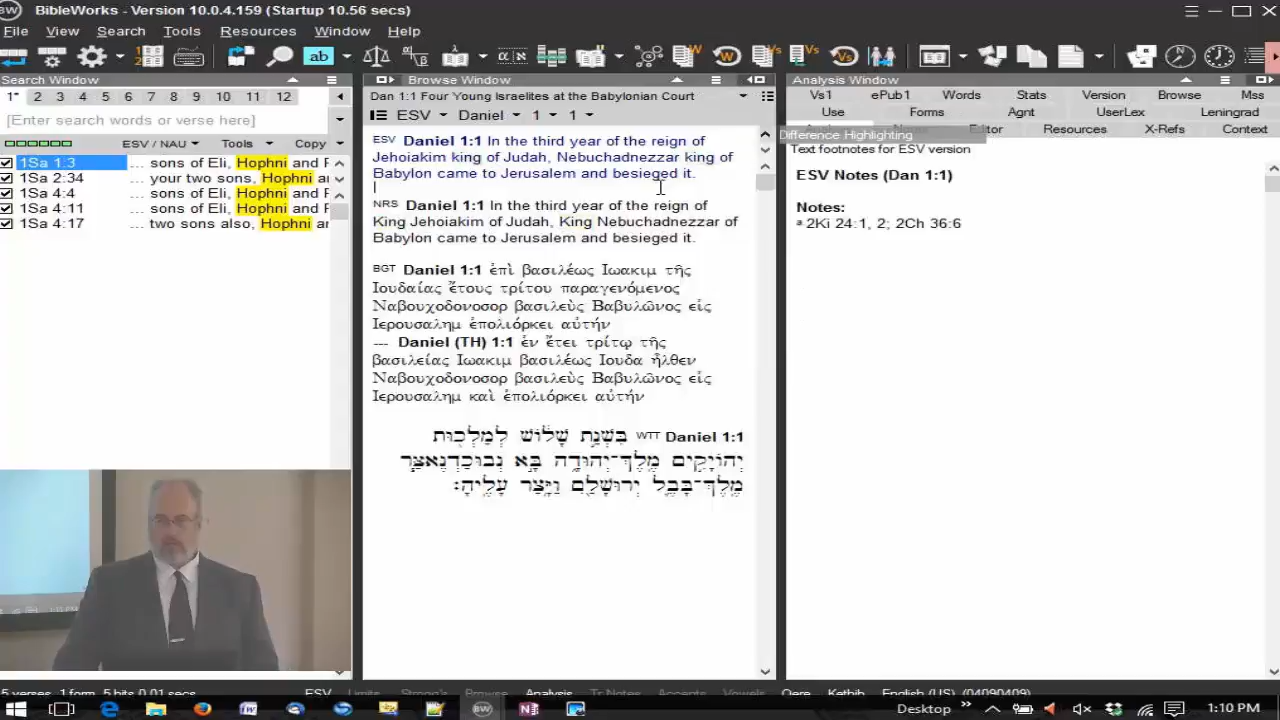 BibleWorks - Version 10.0.4.159 (Startup 10.56 secs)
File View Search Tools Resources Window Help
Search Window
1* 2 3 4 5 6 7 8 9 10 11 12
[Enter search words or verse here]
ESV / NAU Tools Copy
1Sa 1:3 ... sons of Eli, Hophni and P
1Sa 2:34 ... your two sons, Hophni a
1Sa 4:4 ... sons of Eli, Hophni and
1Sa 4:11 ... sons of Eli, Hophni and
1Sa 4:17 ... two sons also, Hophni a
Browse Window
Dan 1:1 Four Young Israelites at the Babylonian Court
ESV Daniel 1 1
ESV Daniel 1:1 In the third year of the reign of
Jehoiakim king of Judah, Nebuchadnezzar king of
Babylon came to Jerusalem and besieged it.
NRS Daniel 1:1 In the third year of the reign of
King Jehoiakim of Judah, King Nebuchadnezzar of
Babylon came to Jerusalem and besieged it.
BGT Daniel 1:1 ἐπὶ βασιλέως Ιωακιμ τῆς
Ιουδαίας ἔτους τρίτου παραγενόμενος
Ναβουχοδονοσορ βασιλεὺς Βαβυλῶνος εἰς
Ιερουσαλημ ἐπολιόρκει αὐτήν
--- Daniel (TH) 1:1 ἐν ἔτει τρίτῳ τῆς
βασιλείας Ιωακιμ βασιλέως Ιουδα ἦλθεν
Ναβουχοδονοσορ βασιλεὺς Βαβυλῶνος εἰς
Ιερουσαλημ καὶ ἐπολιόρκει αὐτήν
WTT Daniel 1:1 בִּשְׁנַ֣ת שָׁל֔וֹשׁ לְמַלְכ֖וּת
יְהוֹיָקִ֣ים מֶֽלֶךְ־יְהוּדָ֑ה בָּ֣א נְבוּכַדְנֶאצַּ֧ר
מֶֽלֶךְ־בָּבֶ֛ל יְרוּשָׁלִַ֖ם וַיָּ֥צַר עָלֶֽיהָ׃
Analysis Window
Vs1 ePub1 Words Stats Version Browse Mss
Use Forms Agnt UserLex Leningrad
Difference Highlighting Editor Resources X-Refs Context
Text footnotes for ESV version
ESV Notes (Dan 1:1)
Notes:
a 2Ki 24:1, 2; 2Ch 36:6
5 verses, 1 form, 5 hits 0.01 secs ESV Limits Strong's Browse Analysis Tr Notes Accents Vowels Qere Kethib English (US) (04090409)
Desktop 1:10 PM